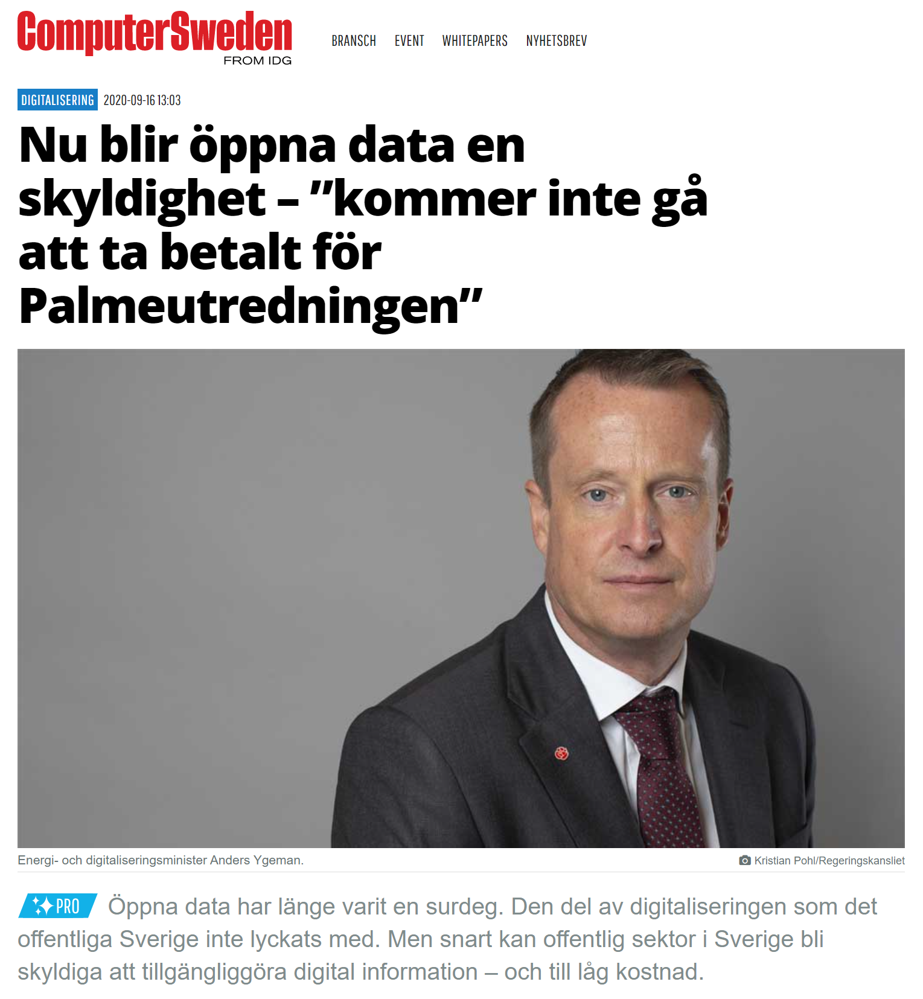 ComputerSweden
FROM IDG
BRANSCH EVENT WHITEPAPERS NYHETSBREV
DIGITALISERING 2020-09-16 13:03
Nu blir öppna data en
skyldighet – ”kommer inte gå
att ta betalt för
Palmeutredningen”
Energi- och digitaliseringsminister Anders Ygeman.
Kristian Pohl/Regeringskansliet
PRO Öppna data har länge varit en surdeg. Den del av digitaliseringen som det
offentliga Sverige inte lyckats med. Men snart kan offentlig sektor i Sverige bli
skyldiga att tillgängliggöra digital information – och till låg kostnad.